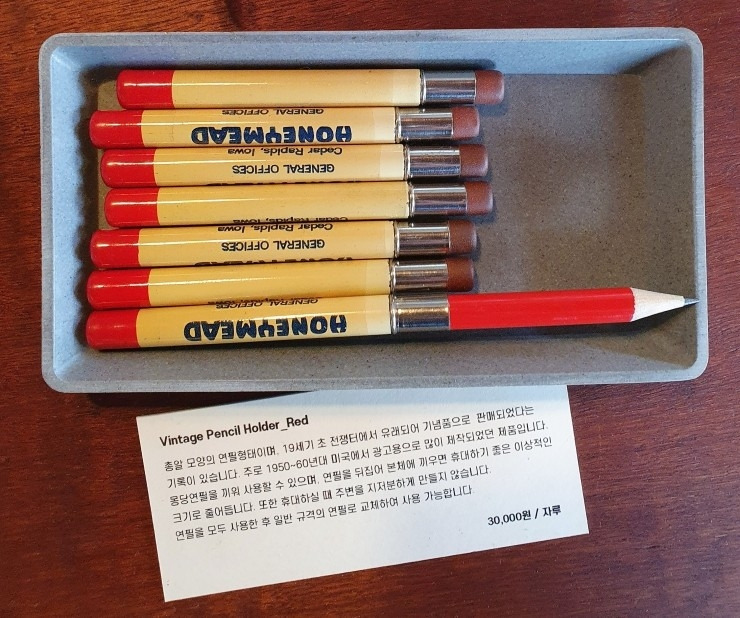 GENERAL OFFICES
HONEYMEAD
Cedar Rapids, Iowa
GENERAL OFFICES
Cedar Rapids, Iowa
GENERAL OFFICES
GENERAL OFFICES
HONEYMEAD
Vintage Pencil Holder_Red
총알 모양의 연필형태이며, 19세기 초 전쟁터에서 유래되어 기념품으로 판매되었다는
기록이 있습니다. 주로 1950~60년대 미국에서 광고용으로 많이 제작되었던 제품입니다.
몽당연필을 끼워 사용할 수 있으며, 연필을 뒤집어 본체에 끼우면 휴대하기 좋은 이상적인
크기로 줄어듭니다. 또한 휴대하실 때 주변을 지저분하게 만들지 않습니다.
연필을 모두 사용한 후 일반 규격의 연필로 교체하여 사용 가능합니다
30,000원 / 자루